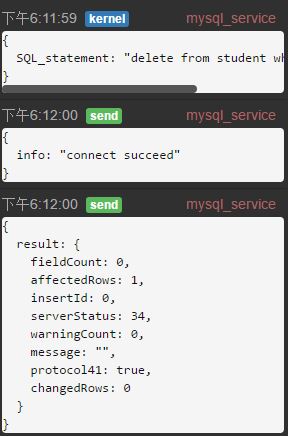 下午6:11:59 kernel mysql_service
{
  SQL_statement: "delete from student
}
下午6:12:00 send mysql_service
{
  info: "connect succeed"
}
下午6:12:00 send mysql_service
{
  result: {
    fieldCount: 0,
    affectedRows: 1,
    insertId: 0,
    serverStatus: 34,
    warningCount: 0,
    message: "",
    protocol41: true,
    changedRows: 0
  }
}